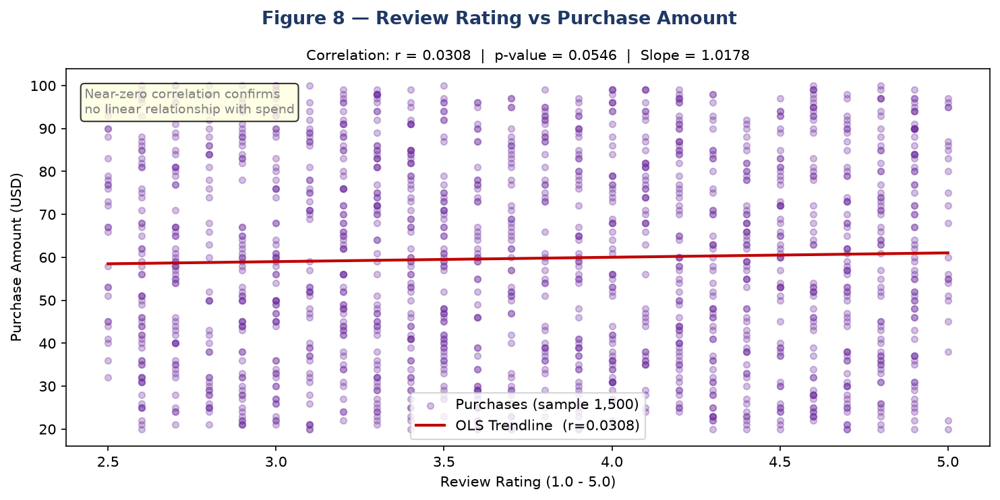 Figure 8 — Review Rating vs Purchase Amount
Correlation: r = 0.0308 | p-value = 0.0546 | Slope = 1.0178
Near-zero correlation confirms
no linear relationship with spend
Purchase Amount (USD)
100
90
80
70
60
50
40
30
20
Purchases (sample 1,500)
OLS Trendline (r=0.0308)
2.5 3.0 3.5 4.0 4.5 5.0
Review Rating (1.0 - 5.0)